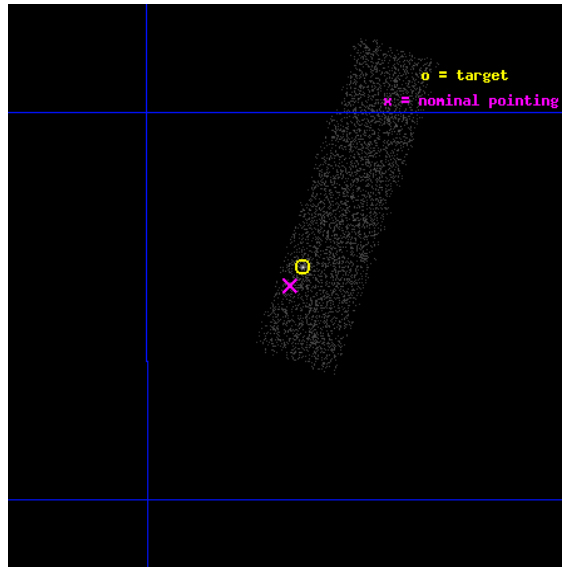 o = target
x = nominal pointing